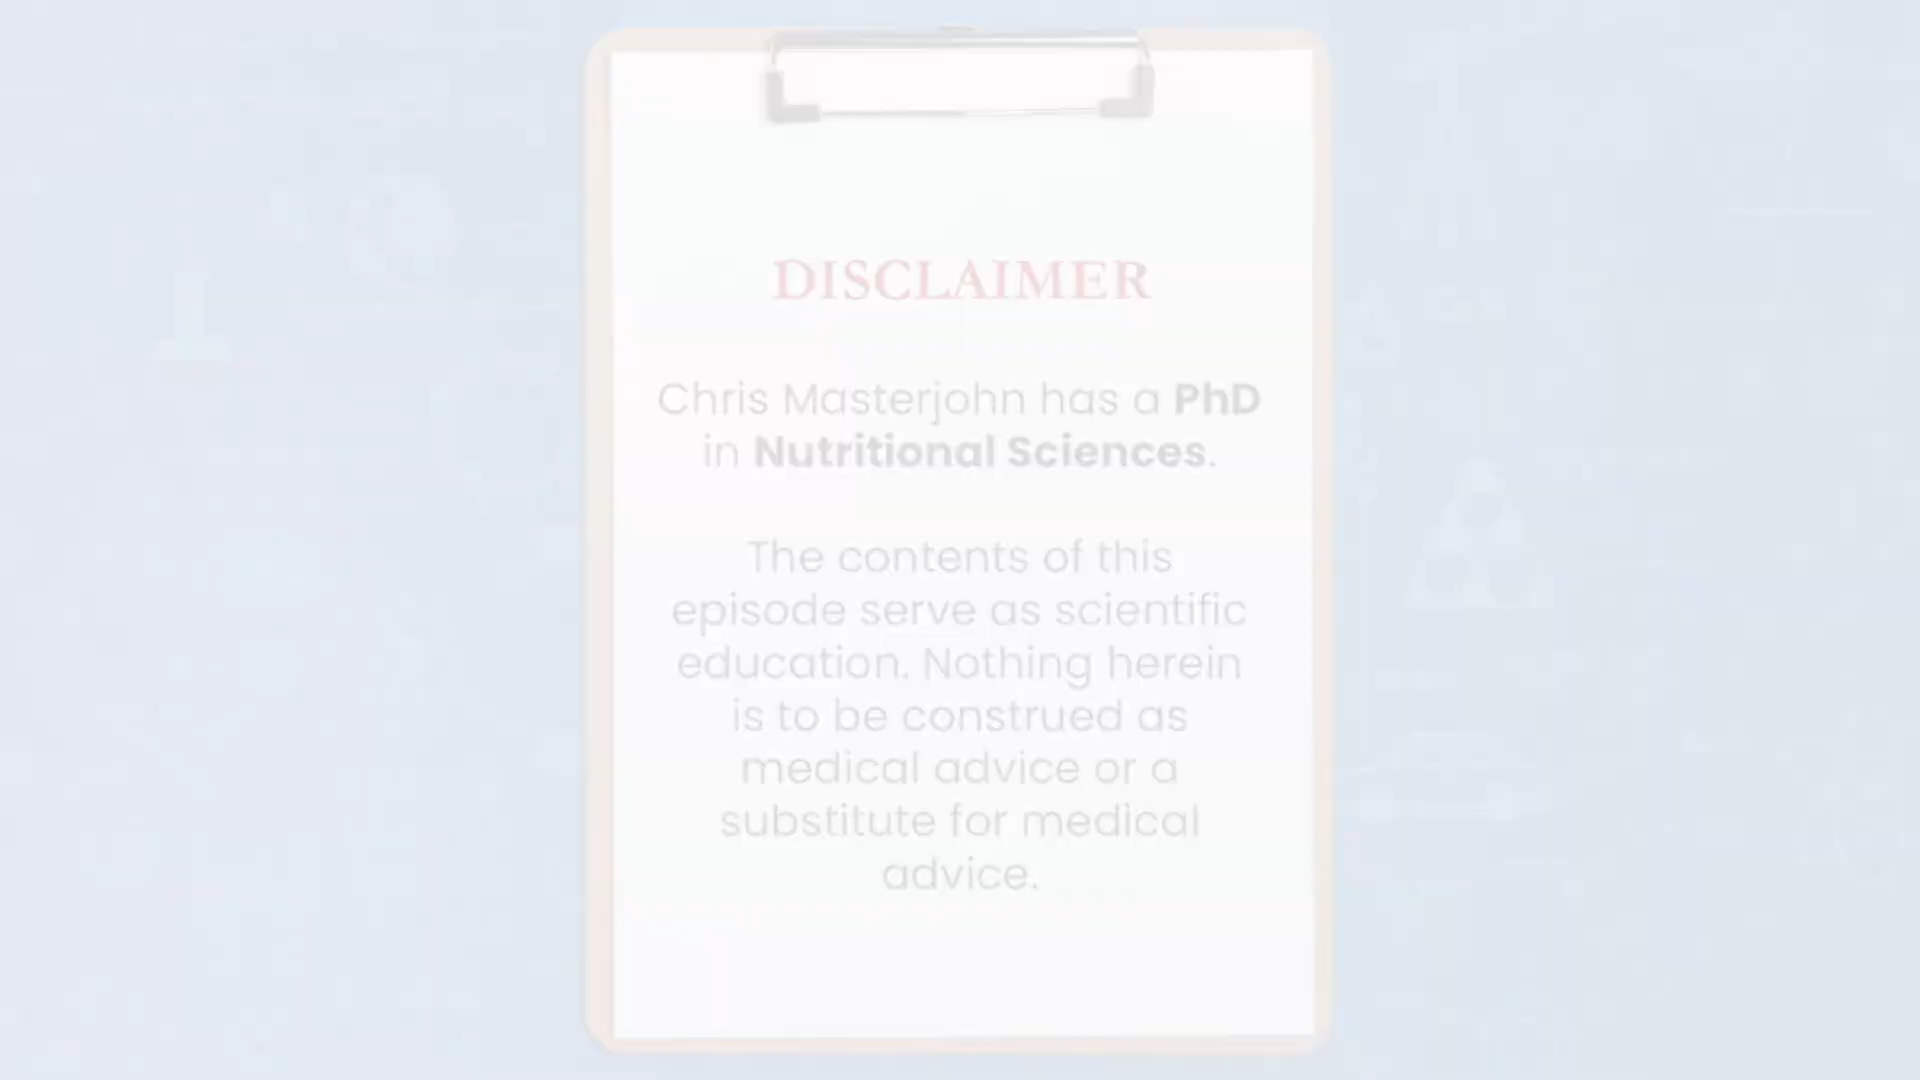 DISCLAIMER
Chris Masterjohn has a PhD
in Nutritional Sciences.
The contents of this
episode serve as scientific
education. Nothing herein
is to be construed as
medical advice or a
substitute for medical
advice.